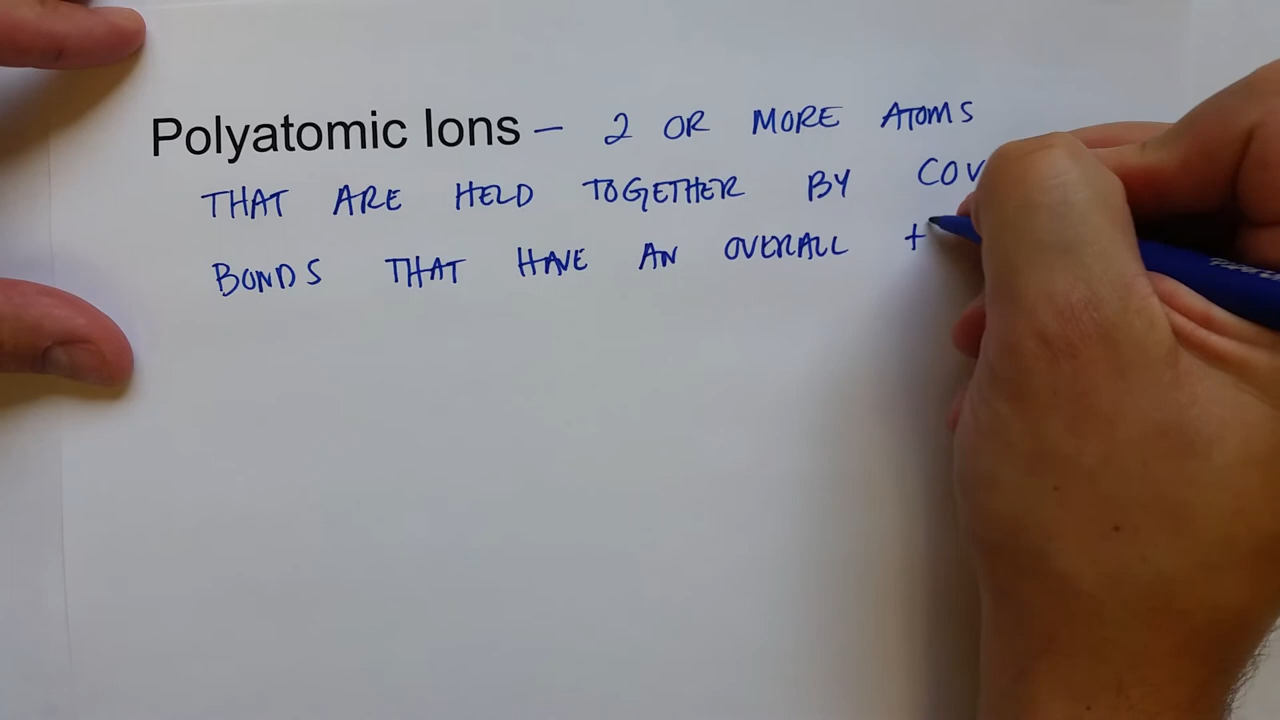 Polyatomic Ions – 2 OR MORE ATOMS
THAT ARE HELD TOGETHER BY COV
BONDS THAT HAVE AN OVERALL +